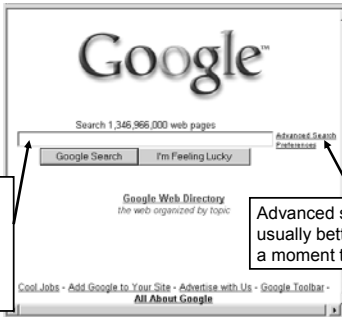 Google™
Search 1,346,966,000 web pages
Advanced Search
Preferences
Google Search
I'm Feeling Lucky
Google Web Directory
the web organized by topic
Advanced s
usually bett
a moment t
Cool Jobs - Add Google to Your Site - Advertise with Us - Google Toolbar -
All About Google